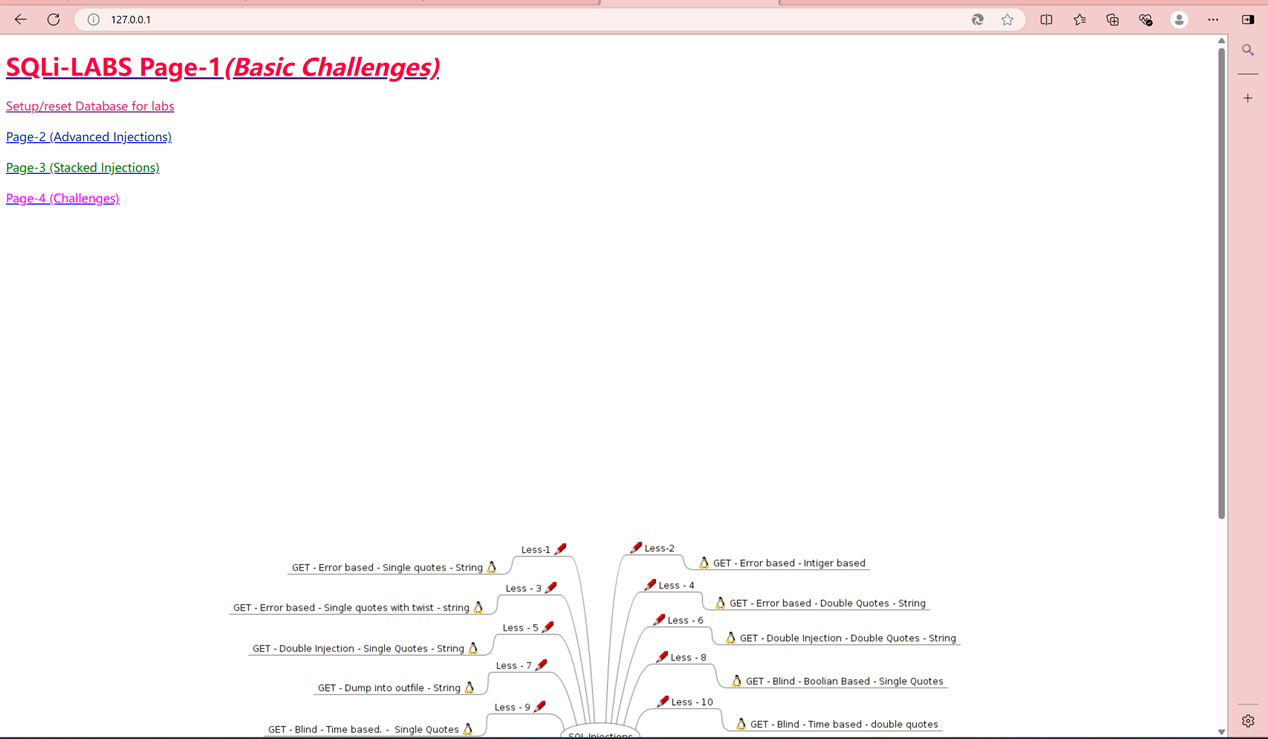 127.0.0.1
SQLi-LABS Page-1(Basic Challenges)
Setup/reset Database for labs
Page-2 (Advanced Injections)
Page-3 (Stacked Injections)
Page-4 (Challenges)
Less-1
GET - Error based - Single quotes - String
Less - 3
GET - Error based - Single quotes with twist - string
Less - 5
GET - Double Injection - Single Quotes - String
Less - 7
GET - Dump into outfile - String
Less - 9
GET - Blind - Time based. - Single Quotes
Less-2
GET - Error based - Intiger based
Less - 4
GET - Error based - Double Quotes - String
Less - 6
GET - Double Injection - Double Quotes - String
Less - 8
GET - Blind - Boolian Based - Single Quotes
Less - 10
GET - Blind - Time based - double quotes
SQL Injections